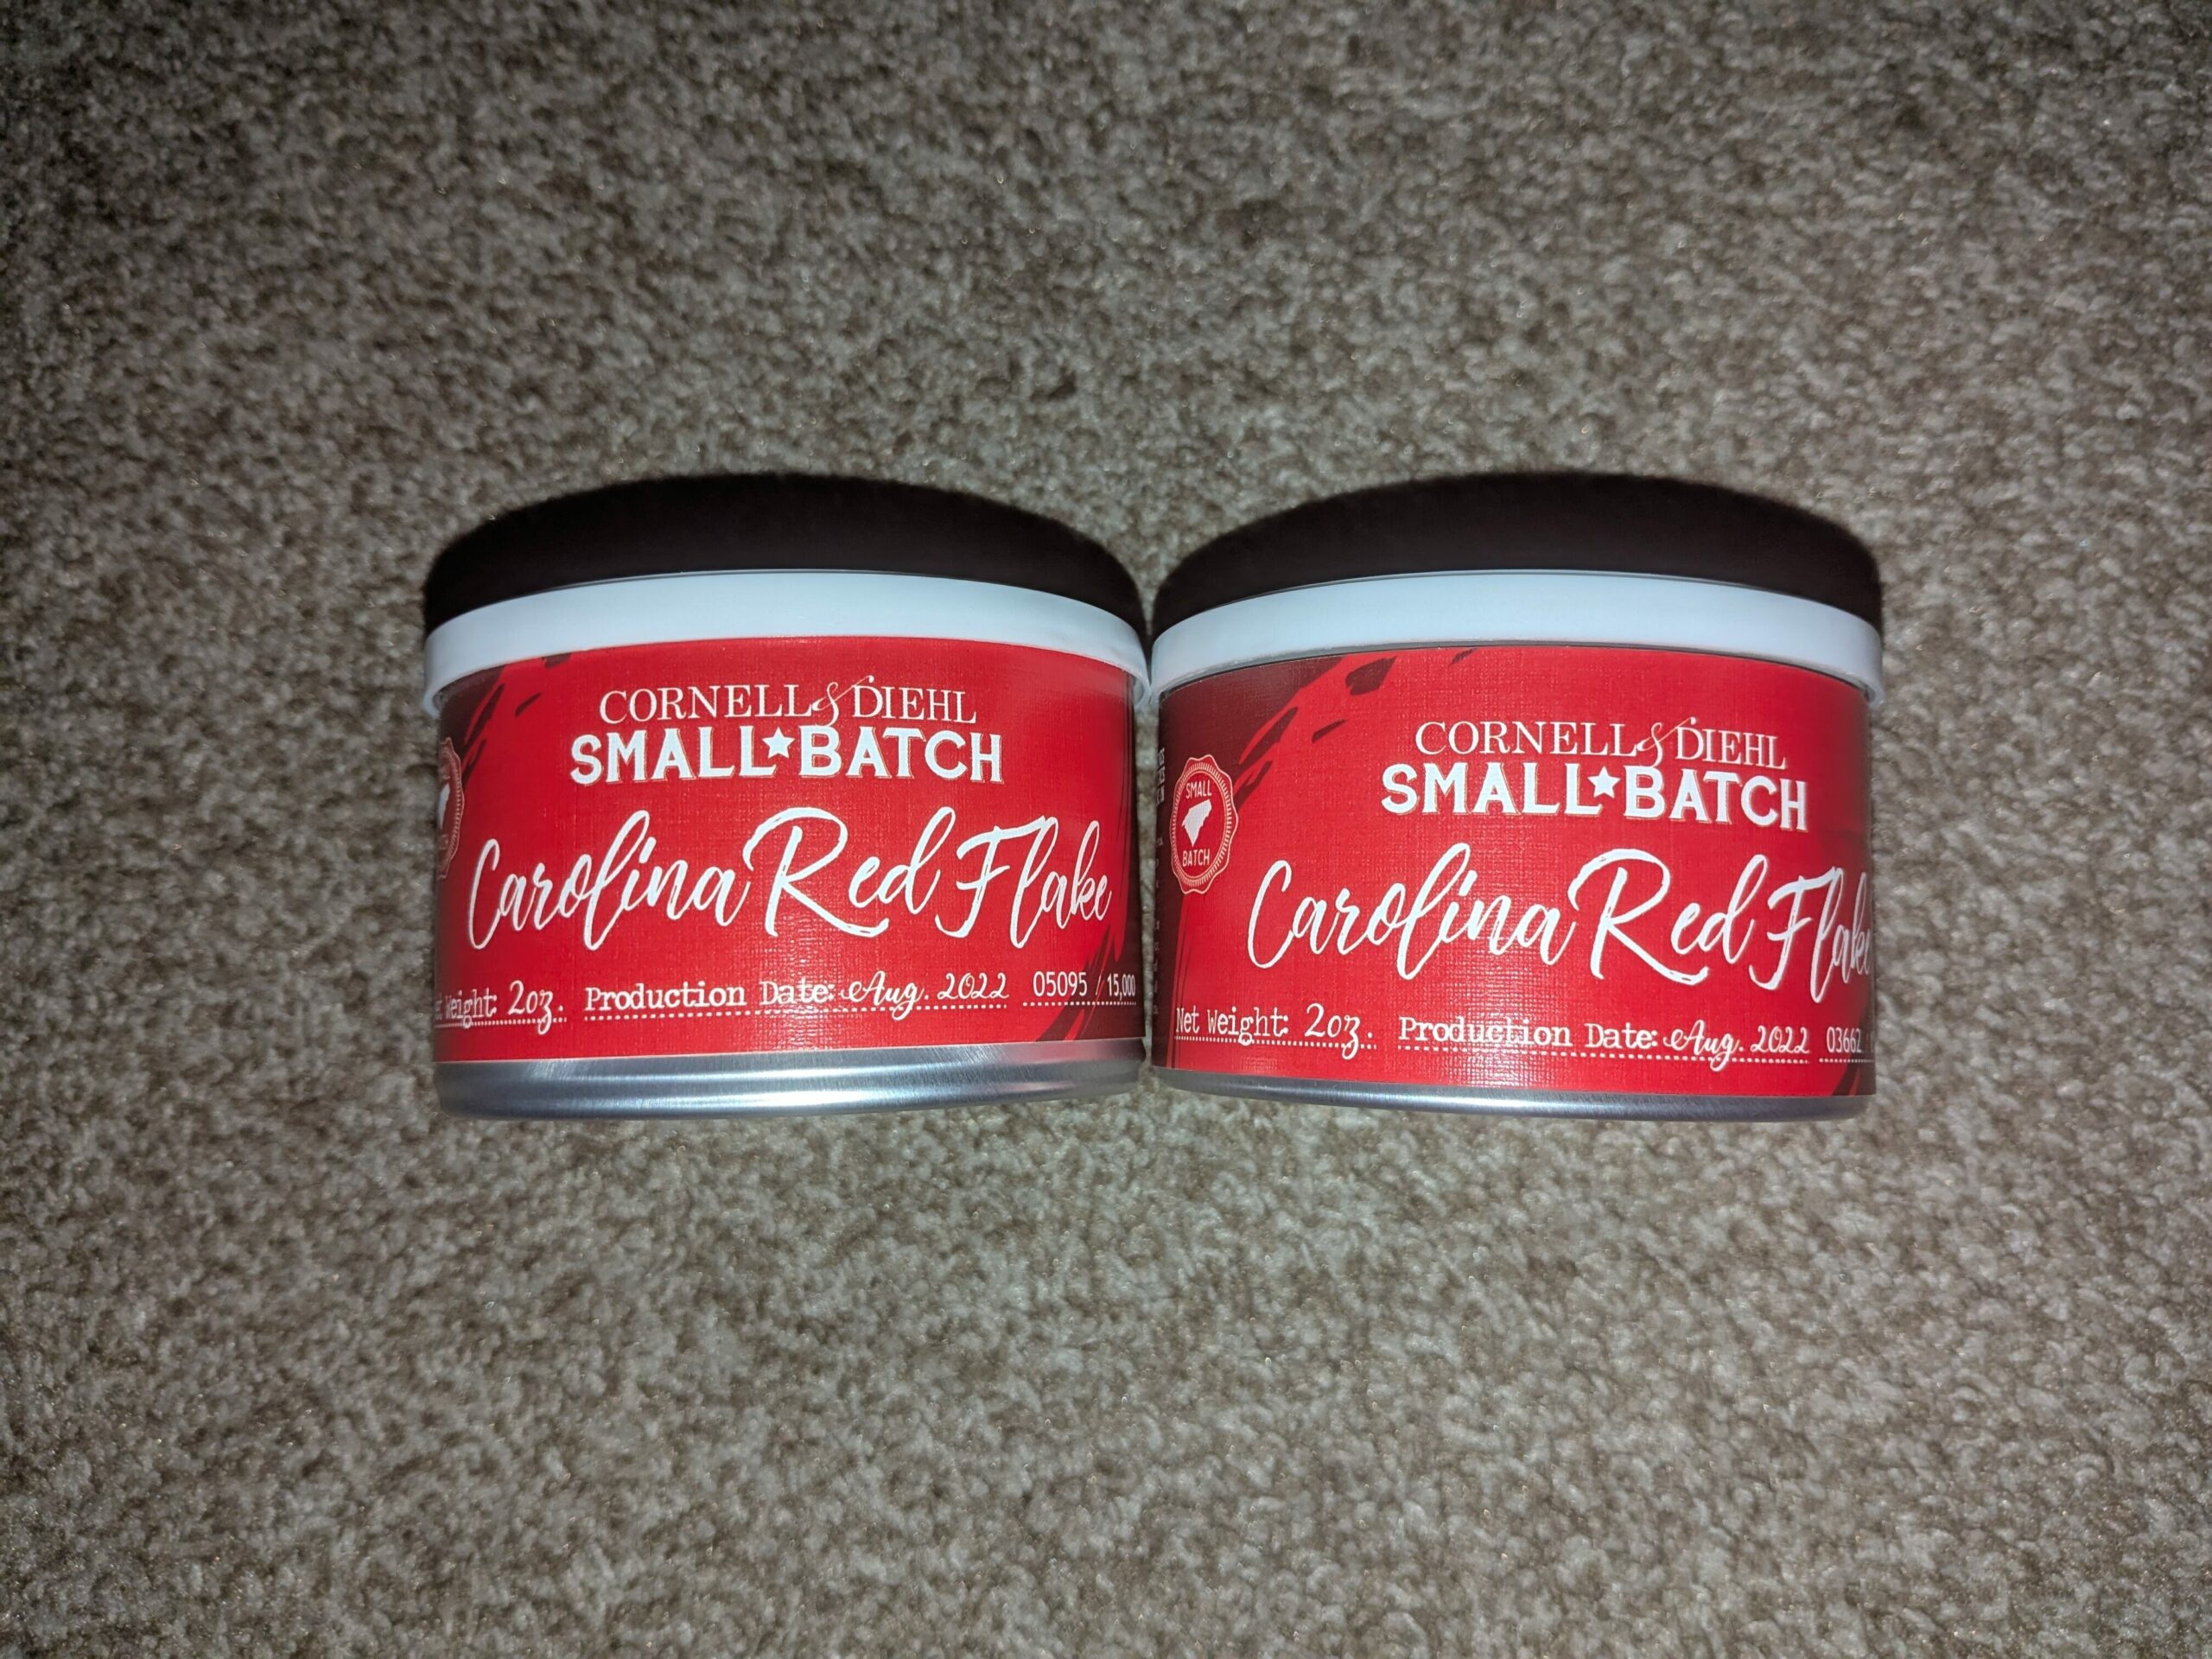 CORNELL & DIEHL
SMALL★BATCH
Carolina Red Flake
Weight: 2oz. Production Date: Aug. 2022 05095 / 15,000
CORNELL & DIEHL
SMALL★BATCH
SMALL
BATCH
Carolina Red Flake
Net Weight: 2oz. Production Date: Aug. 2022 03662